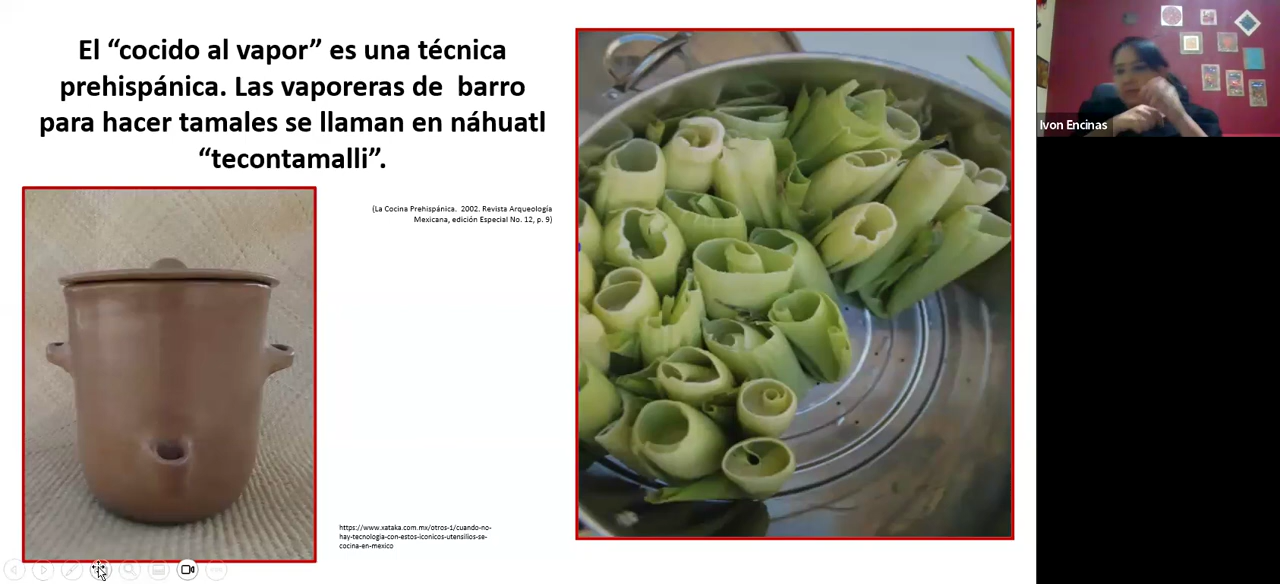 El “cocido al vapor” es una técnica
prehispánica. Las vaporeras de  barro
para hacer tamales se llaman en náhuatl
“tecontamalli”.
(La Cocina Prehispánica.  2002. Revista Arqueología
Mexicana, edición Especial No. 12, p. 9)
https://www.xataka.com.mx/otros-1/cuando-no-
hay-tecnologia-con-estos-iconicos-utensilios-se-
cocina-en-mexico
Ivon Encinas